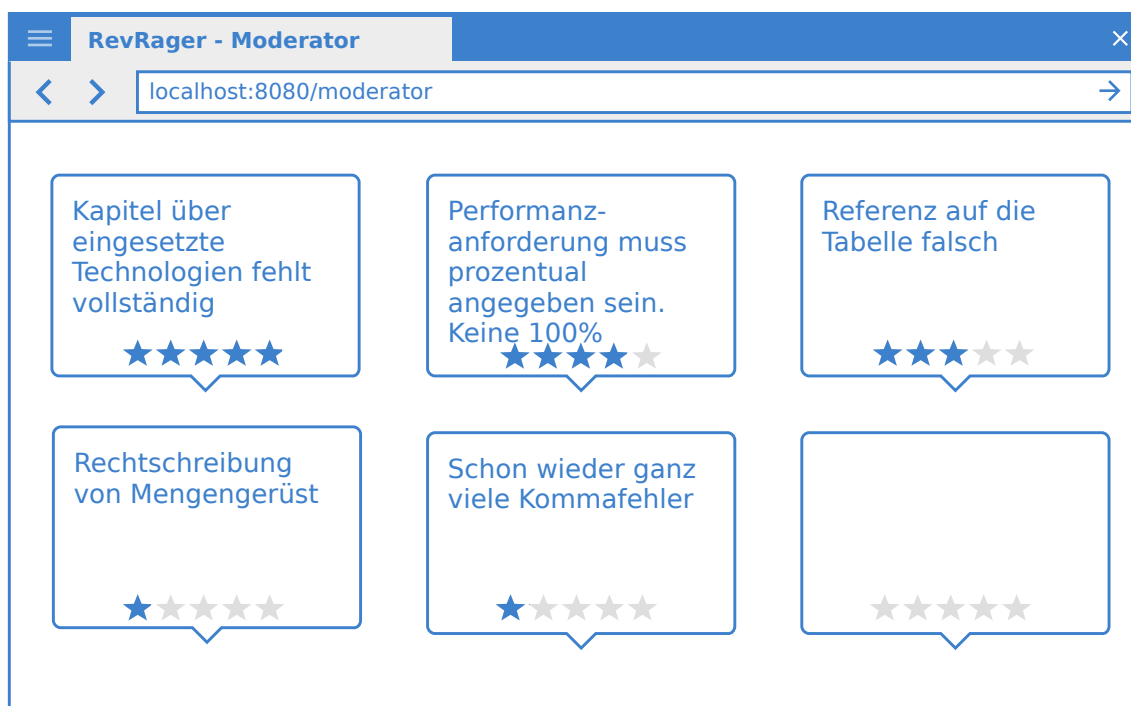 RevRager - Moderator
localhost:8080/moderator
Kapitel über
eingesetzte
Technologien fehlt
vollständig
Performanz-
anforderung muss
prozentual
angegeben sein.
Keine 100%
Referenz auf die
Tabelle falsch
Rechtschreibung
von Mengengerüst
Schon wieder ganz
viele Kommafehler